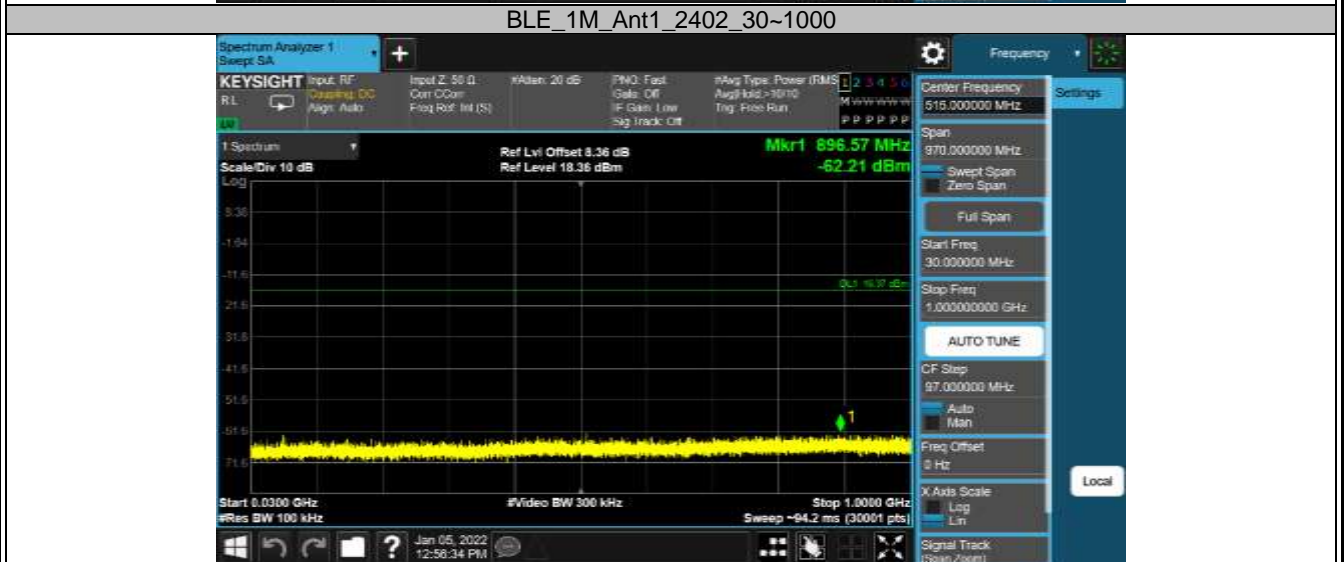 BLE_1M_Ant1_2402_30~1000
Spectrum Analyzer 1
Swept SA
Frequency
KEYSIGHT
RL
Input: RF
Coupling: DC
Align: Auto
Input Z: 50 Ω
Corr CCorr
Freq Ref: Int (S)
#Atten: 20 dB
PNO: Fast
Gate: Off
IF Gain: Low
Sig Track: Off
#Avg Type: Power (RMS
Avg|Hold:>10/10
Trig: Free Run
1 2 3 4 5 6
M W W W W W
P P P P P P
Center Frequency
515.000000 MHz
Settings
Span
970.000000 MHz
Swept Span
Zero Span
Full Span
Start Freq
30.000000 MHz
Stop Freq
1.000000000 GHz
AUTO TUNE
CF Step
97.000000 MHz
Auto
Man
Freq Offset
0 Hz
X Axis Scale
Log
Lin
Signal Track
(Span Zoom)
Local
1 Spectrum
Scale/Div 10 dB
Log
Ref Lvl Offset 8.36 dB
Ref Level 18.36 dBm
Mkr1 896.57 MHz
-62.21 dBm
8.36
-1.64
-11.6
-21.6
-31.6
-41.6
-51.6
-61.6
-71.6
1
Start 0.0300 GHz
#Res BW 100 kHz
#Video BW 300 kHz
Stop 1.0000 GHz
Sweep ~94.2 ms (30001 pts)
?
Jan 05, 2022
12:56:34 PM